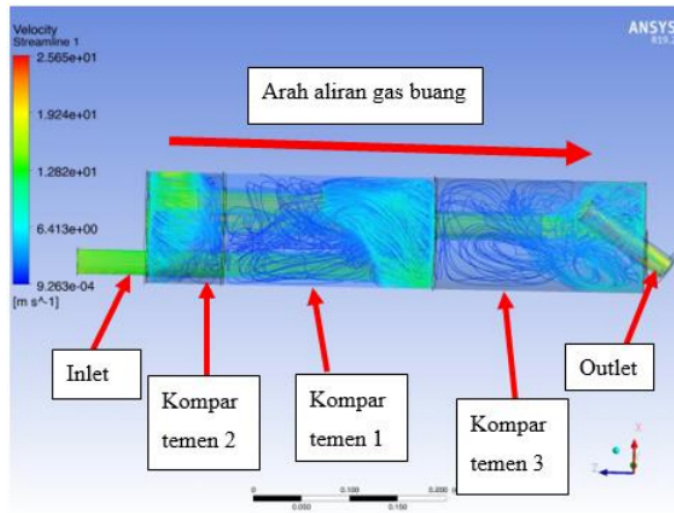 Velocity
Streamline 1
2.565e+01
1.924e+01
1.282e+01
6.413e+00
9.263e-04
[m s^-1]
ANSYS
R19.2
Arah aliran gas buang
Inlet
Kompar
temen 2
Kompar
temen 1
Kompar
temen 3
Outlet
X
Z
0
0.100
0.200
0.050
0.150